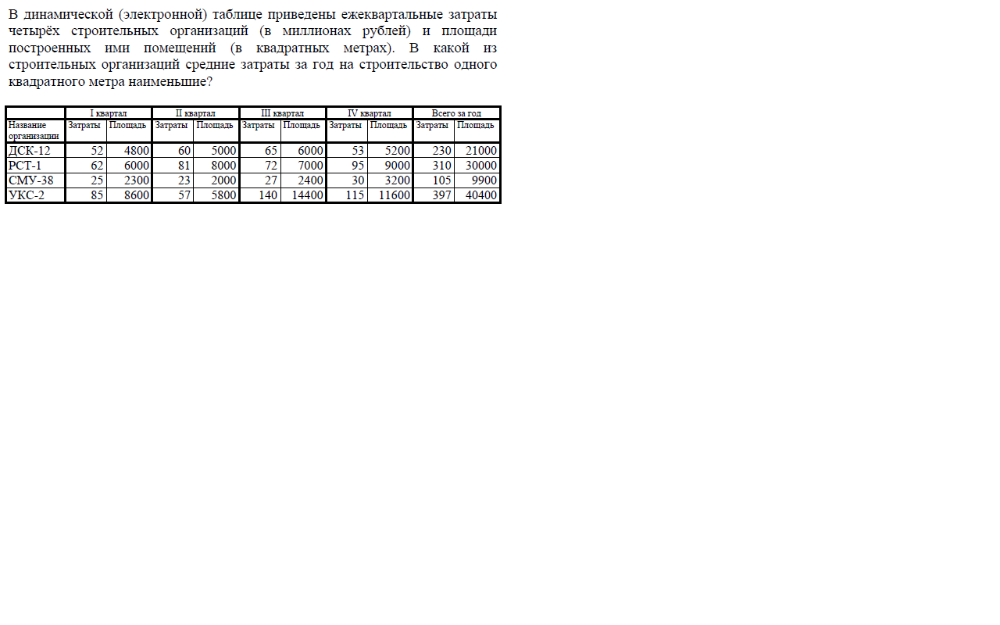 В динамической (электронной) таблице приведены ежеквартальные затраты
четырёх строительных организаций (в миллионах рублей) и площади
построенных ими помещений (в квадратных метрах). В какой из
строительных организаций средние затраты за год на строительство одного
квадратного метра наименьшие?
I квартал II квартал III квартал IV квартал Всего за год
Название Затраты Площадь Затраты Площадь Затраты Площадь Затраты Площадь Затраты Площадь
организации
ДСК-12 52 4800 60 5000 65 6000 53 5200 230 21000
РСТ-1 62 6000 81 8000 72 7000 95 9000 310 30000
СМУ-38 25 2300 23 2000 27 2400 30 3200 105 9900
УКС-2 85 8600 57 5800 140 14400 115 11600 397 40400